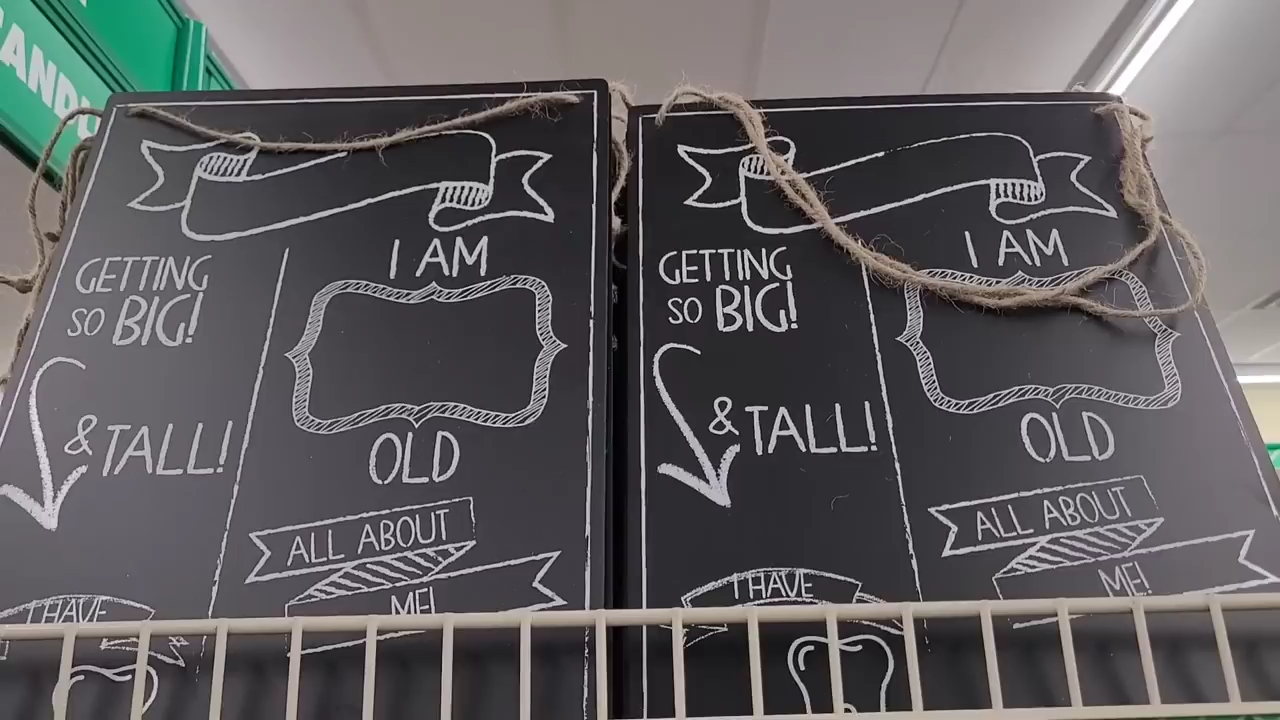 I AM
GETTING
SO BIG!
& TALL!
OLD
ALL ABOUT
ME!
I HAVE
I AM
GETTING
SO BIG!
& TALL!
OLD
ALL ABOUT
ME!
I HAVE